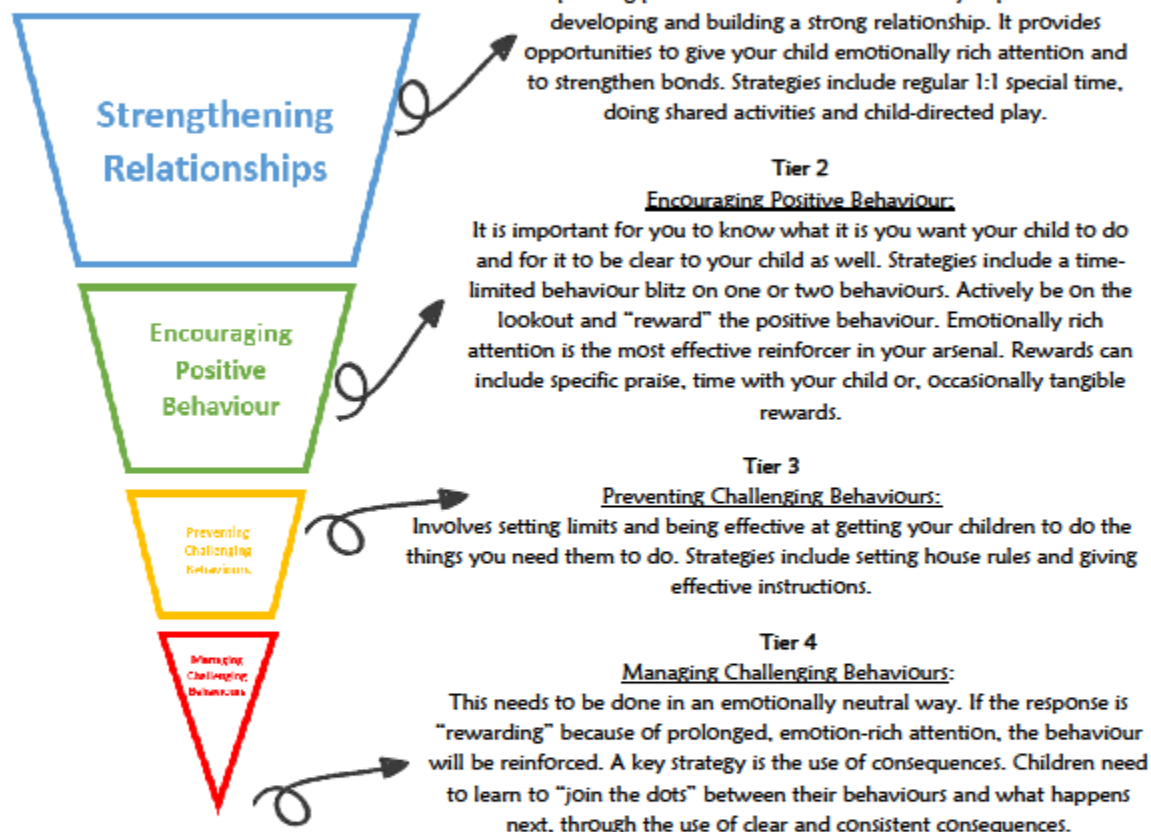 developing and building a strong relationship. It provides
opportunities to give your child emotionally rich attention and
to strengthen bonds. Strategies include regular 1:1 special time,
doing shared activities and child-directed play.
Strengthening
Relationships
Tier 2
Encouraging Positive Behaviour:
It is important for you to know what it is you want your child to do
and for it to be clear to your child as well. Strategies include a time-
limited behaviour blitz on one or two behaviours. Actively be on the
lookout and “reward” the positive behaviour. Emotionally rich
attention is the most effective reinforcer in your arsenal. Rewards can
include specific praise, time with your child or, occasionally tangible
rewards.
Encouraging
Positive
Behaviour
Tier 3
Preventing Challenging Behaviours:
Involves setting limits and being effective at getting your children to do the
things you need them to do. Strategies include setting house rules and giving
effective instructions.
Preventing
Challenging
Behaviours
Tier 4
Managing Challenging Behaviours:
This needs to be done in an emotionally neutral way. If the response is
“rewarding” because of prolonged, emotion-rich attention, the behaviour
will be reinforced. A key strategy is the use of consequences. Children need
to learn to “join the dots” between their behaviours and what happens
next, through the use of clear and consistent consequences.
Managing
Challenging
Behaviours